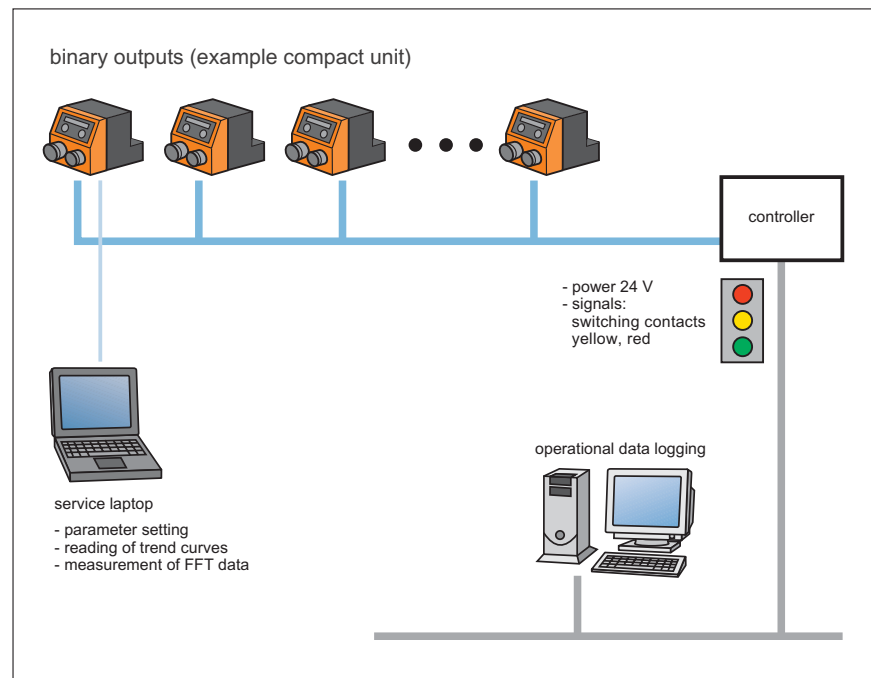 binary outputs (example compact unit)
controller
- power 24 V
- signals:
switching contacts
yellow, red
operational data logging
service laptop
- parameter setting
- reading of trend curves
- measurement of FFT data